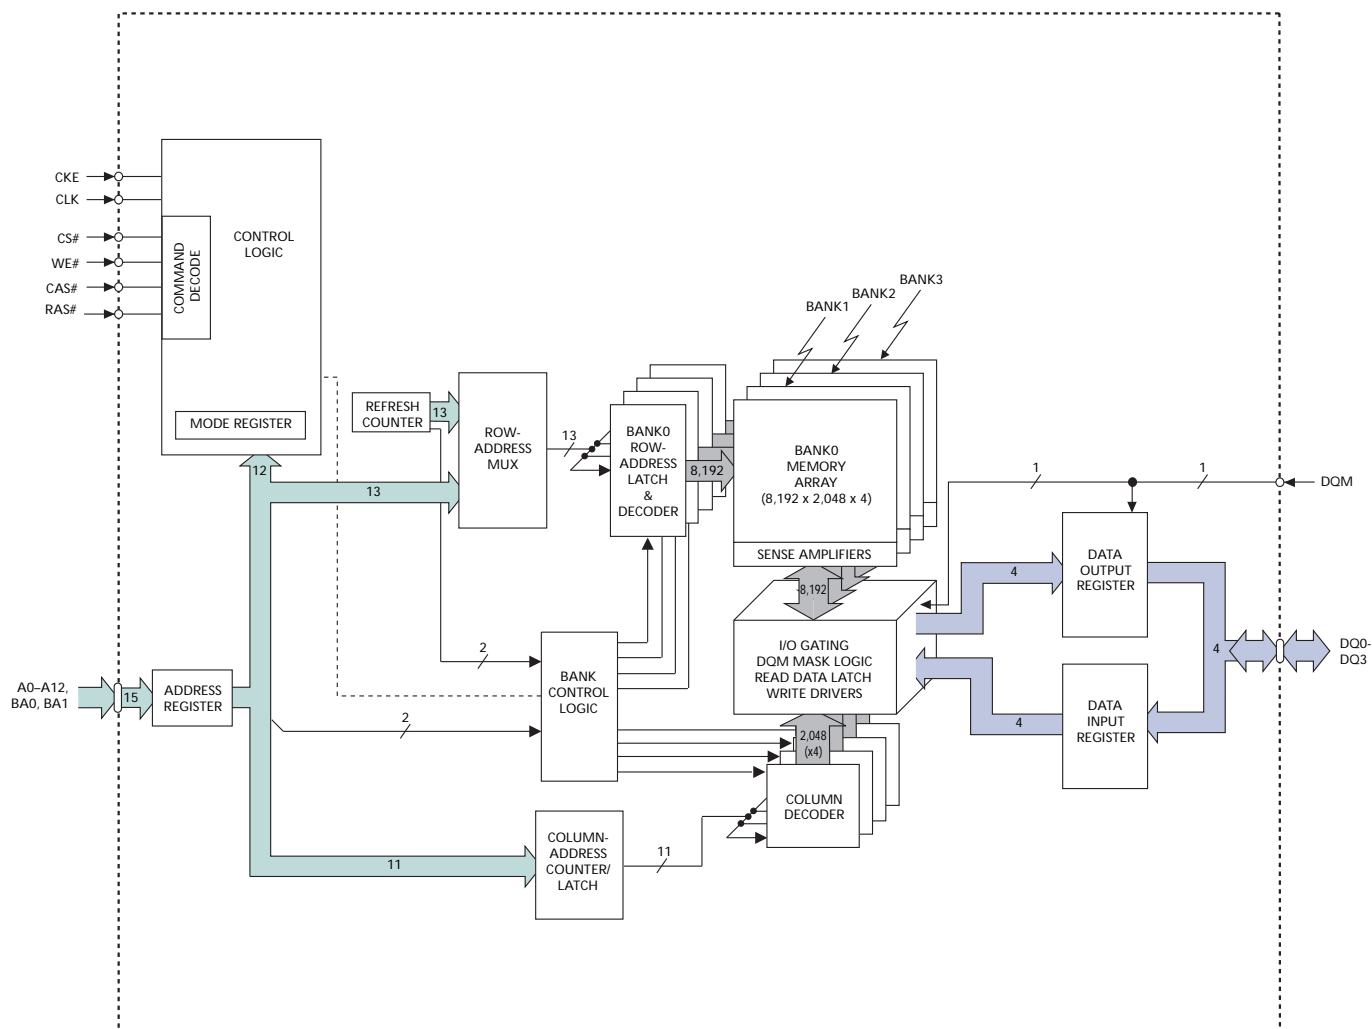 CKE
CLK
CS#
WE#
CAS#
RAS#
COMMAND
DECODE
CONTROL
LOGIC
MODE REGISTER
12
REFRESH
COUNTER
13
13
ROW-
ADDRESS
MUX
13
BANK0
ROW-
ADDRESS
LATCH
&
DECODER
8,192
BANK1
BANK2
BANK3
BANK0
MEMORY
ARRAY
(8,192 x 2,048 x 4)
SENSE AMPLIFIERS
8,192
I/O GATING
DQM MASK LOGIC
READ DATA LATCH
WRITE DRIVERS
2,048
(x4)
COLUMN
DECODER
1
1
DQM
4
DATA
OUTPUT
REGISTER
4
DQ0-
DQ3
4
DATA
INPUT
REGISTER
2
BANK
CONTROL
LOGIC
2
A0–A12,
BA0, BA1
15
ADDRESS
REGISTER
11
COLUMN-
ADDRESS
COUNTER/
LATCH
11